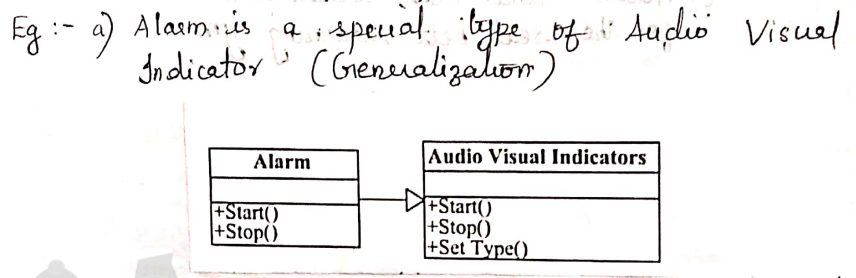 Eg :- a) Alarm is a special type of Audio Visual
Indicator (Generalization)
Alarm
+Start()
+Stop()
Audio Visual Indicators
+Start()
+Stop()
+Set Type()